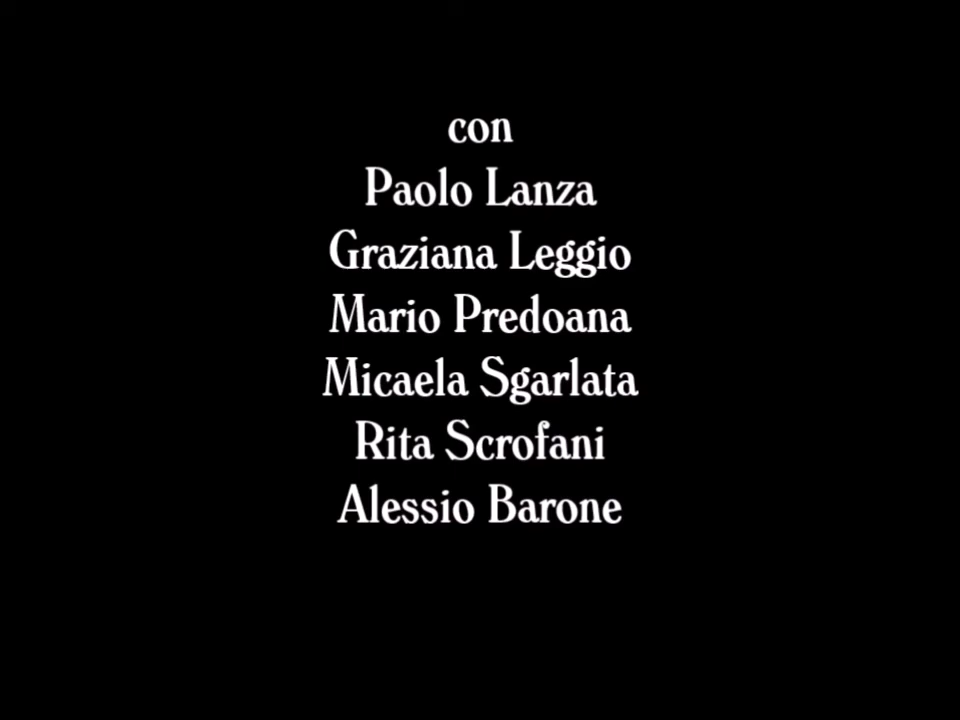 con
Paolo Lanza
Graziana Leggio
Mario Predoana
Micaela Sgarlata
Rita Scrofani
Alessio Barone